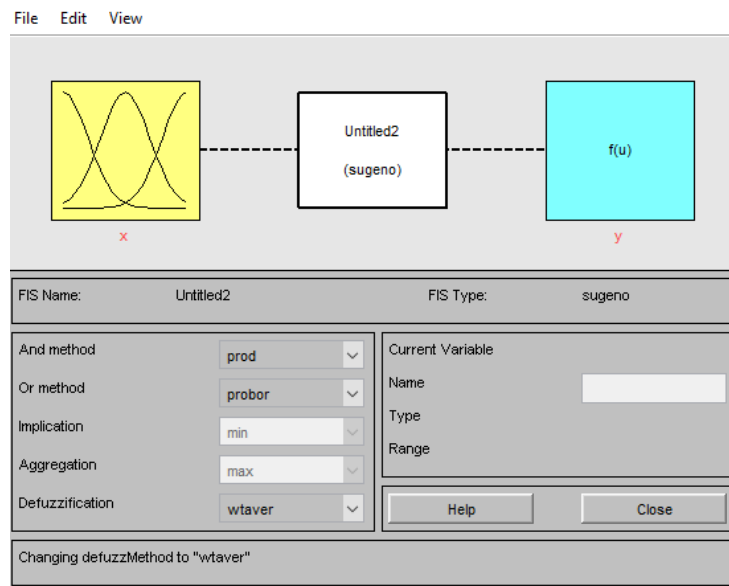 File Edit View
Untitled2
(sugeno)
f(u)
x
y
FIS Name: Untitled2 FIS Type: sugeno
And method prod
Or method probor
Implication min
Aggregation max
Defuzzification wtaver
Current Variable
Name
Type
Range
Help Close
Changing defuzzMethod to "wtaver"